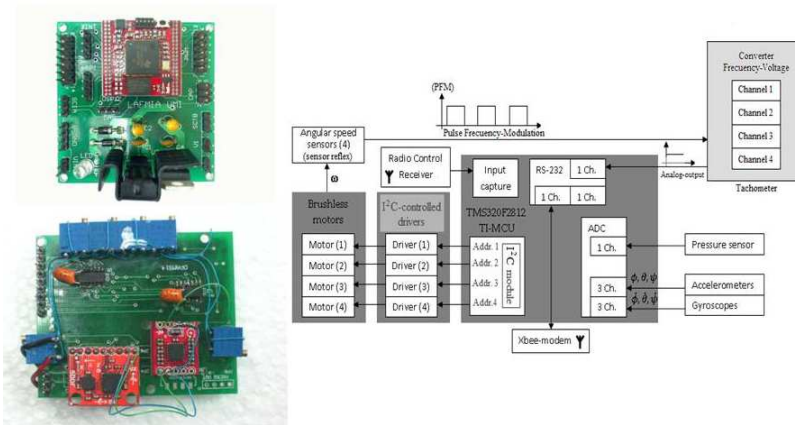 LAFMIA UMI
(PFM)
Pulse Frequency-Modulation
Converter
Frecuency-Voltage
Channel 1
Channel 2
Channel 3
Channel 4
Tachometer
Analog-output
Angular speed
sensors (4)
(sensor reflex)
ω
Radio Control
Receiver
Input
capture
RS-232
1 Ch.
1 Ch.
1 Ch.
Brushless
motors
I²C-controlled
drivers
TMS320F2812
TI-MCU
Motor (1)
Motor (2)
Motor (3)
Motor (4)
Driver (1)
Driver (2)
Driver (3)
Driver (4)
Addr. 1
Addr. 2
Addr. 3
Addr.4
I²C module
ADC
1 Ch.
3 Ch.
3 Ch.
Pressure sensor
Accelerometers
Gyroscopes
Xbee-modem